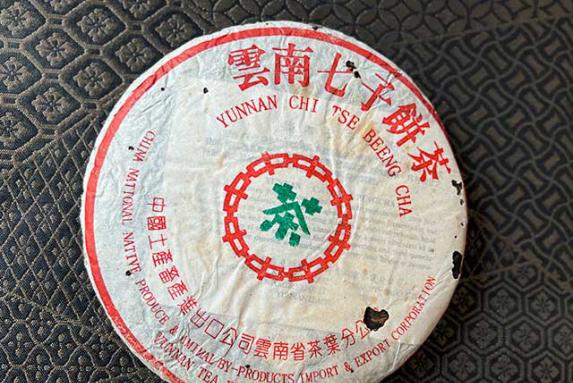 雲南七子餅茶
YUNNAN CHI TSE BEENG CHA
茶
中國土產畜產進出口公司雲南省茶葉分公
CHINA NATIONAL NATIVE PRODUCE & ANIMAL BY-PRODUCTS IMPORT & EXPORT CORPORATION
YUNNAN TEA